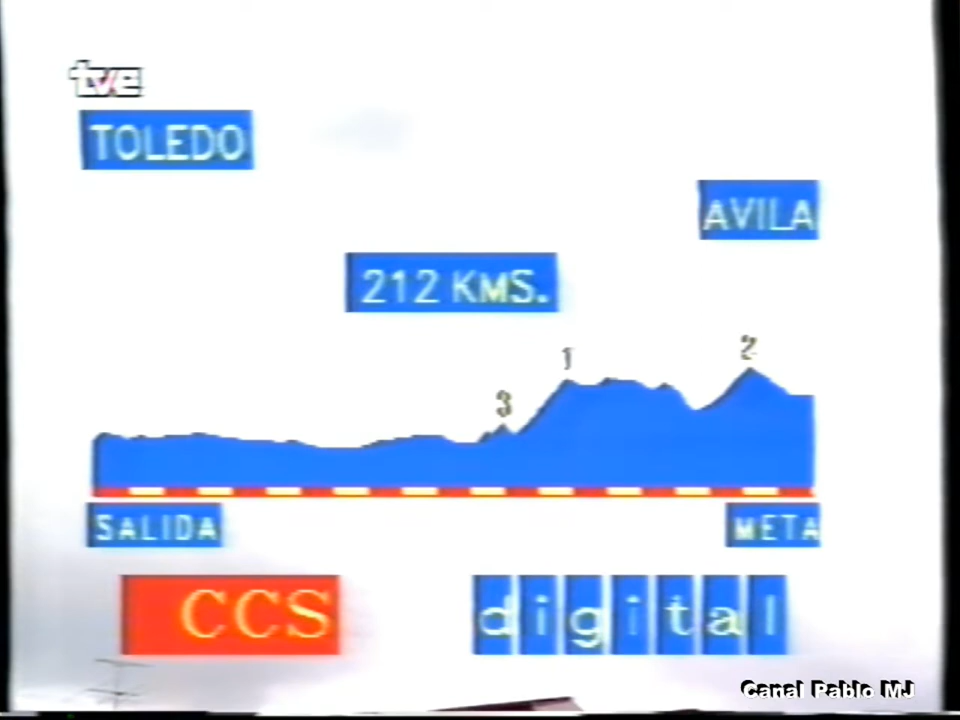 tve
TOLEDO
AVILA
212 KMS.
1
2
3
SALIDA
META
CCS
digital
Canal Pablo MJ